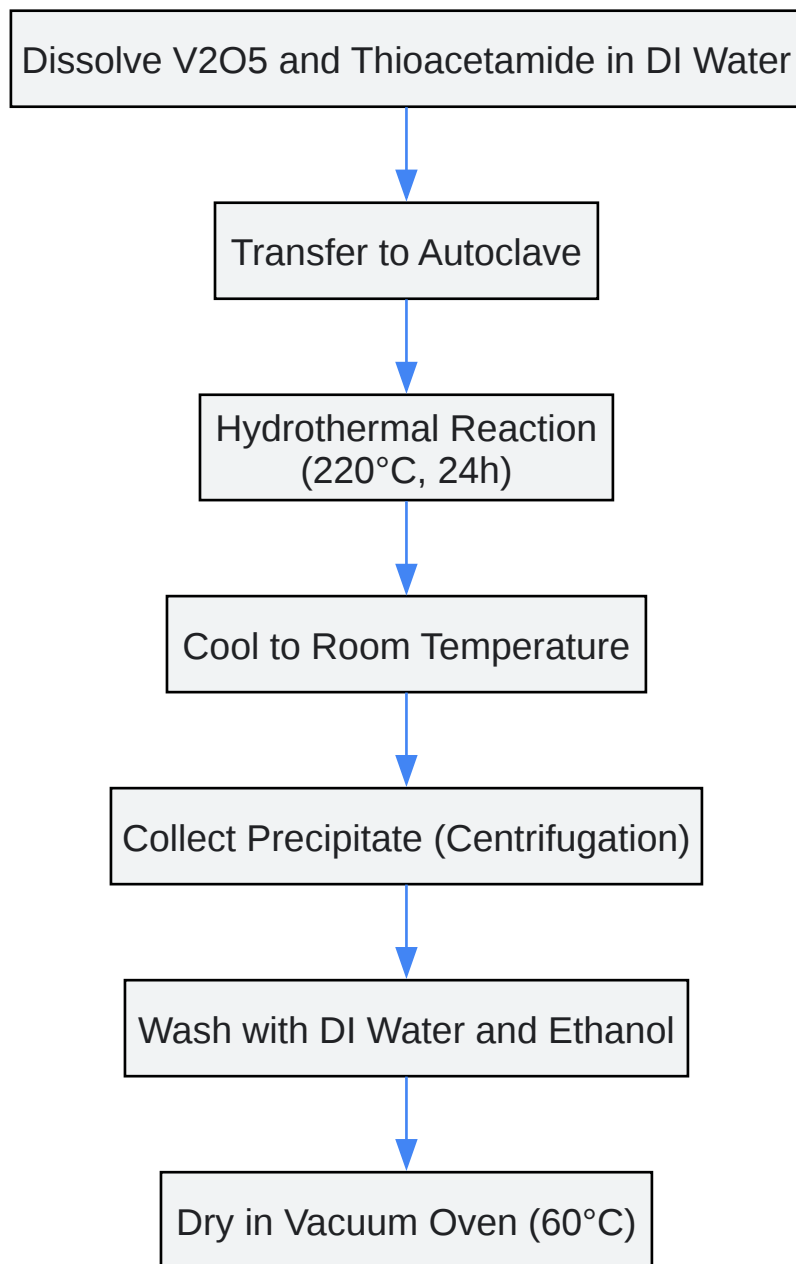 Dissolve V2O5 and Thioacetamide in DI Water
Transfer to Autoclave
Hydrothermal Reaction
(220°C, 24h)
Cool to Room Temperature
Collect Precipitate (Centrifugation)
Wash with DI Water and Ethanol
Dry in Vacuum Oven (60°C)